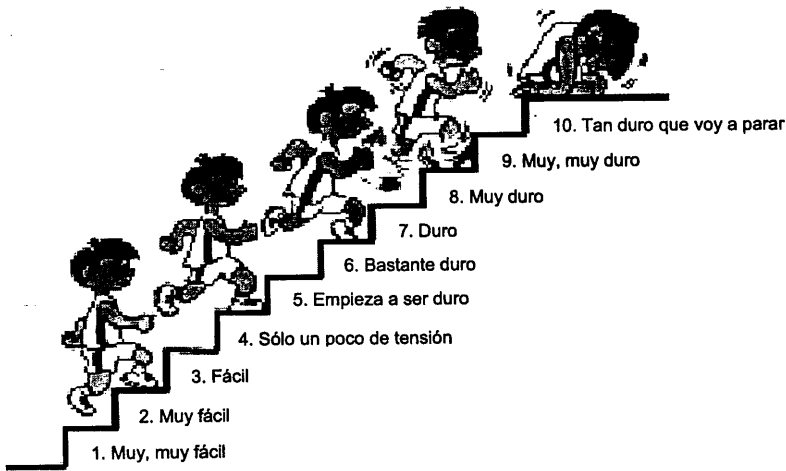 10. Tan duro que voy a parar
9. Muy, muy duro
8. Muy duro
7. Duro
6. Bastante duro
5. Empieza a ser duro
4. Sólo un poco de tensión
3. Fácil
2. Muy fácil
1. Muy, muy fácil